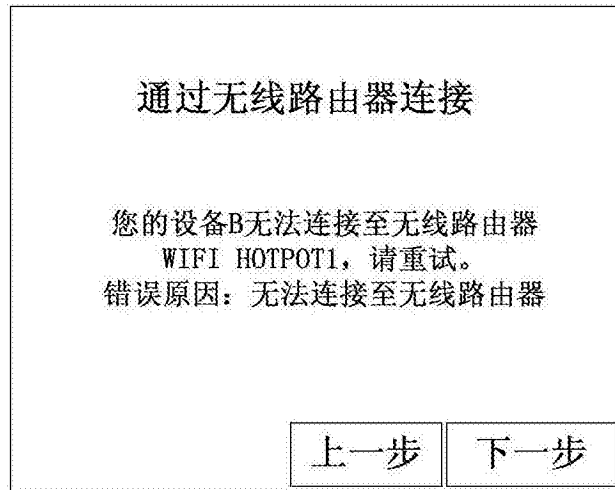 通过无线路由器连接
您的设备B无法连接至无线路由器
WIFI HOTPOT1，请重试。
错误原因：无法连接至无线路由器
上一步
下一步